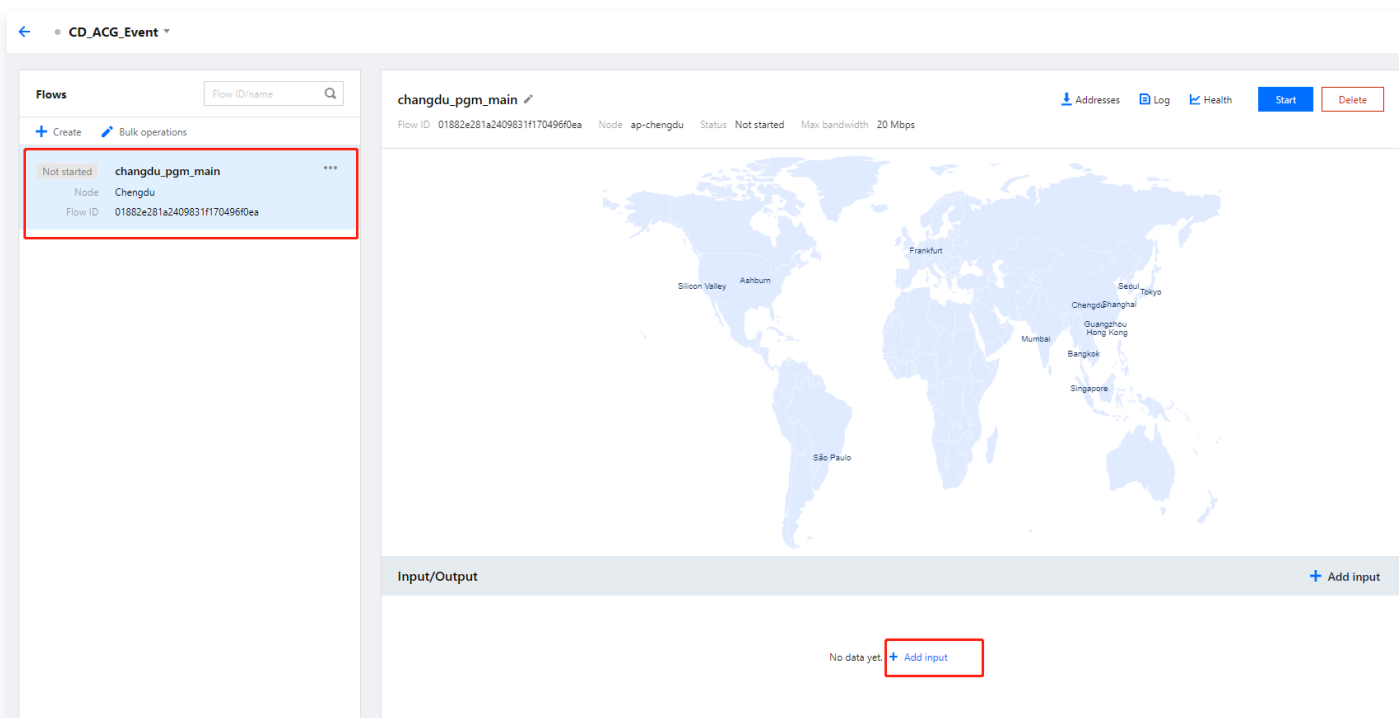 CD_ACG_Event
Flows
Flow ID/name
Create
Bulk operations
Not started changdu_pgm_main
Node Chengdu
Flow ID 01882e281a2409831f170496f0ea
changdu_pgm_main
Addresses Log Health Start Delete
Flow ID 01882e281a2409831f170496f0ea Node ap-chengdu Status Not started Max bandwidth 20 Mbps
Frankfurt
Silicon Valley
Ashburn
Seoul
Tokyo
Chengdu
Shanghai
Guangzhou
Hong Kong
Mumbai
Bangkok
Singapore
São Paulo
Input/Output
Add input
No data yet. Add input